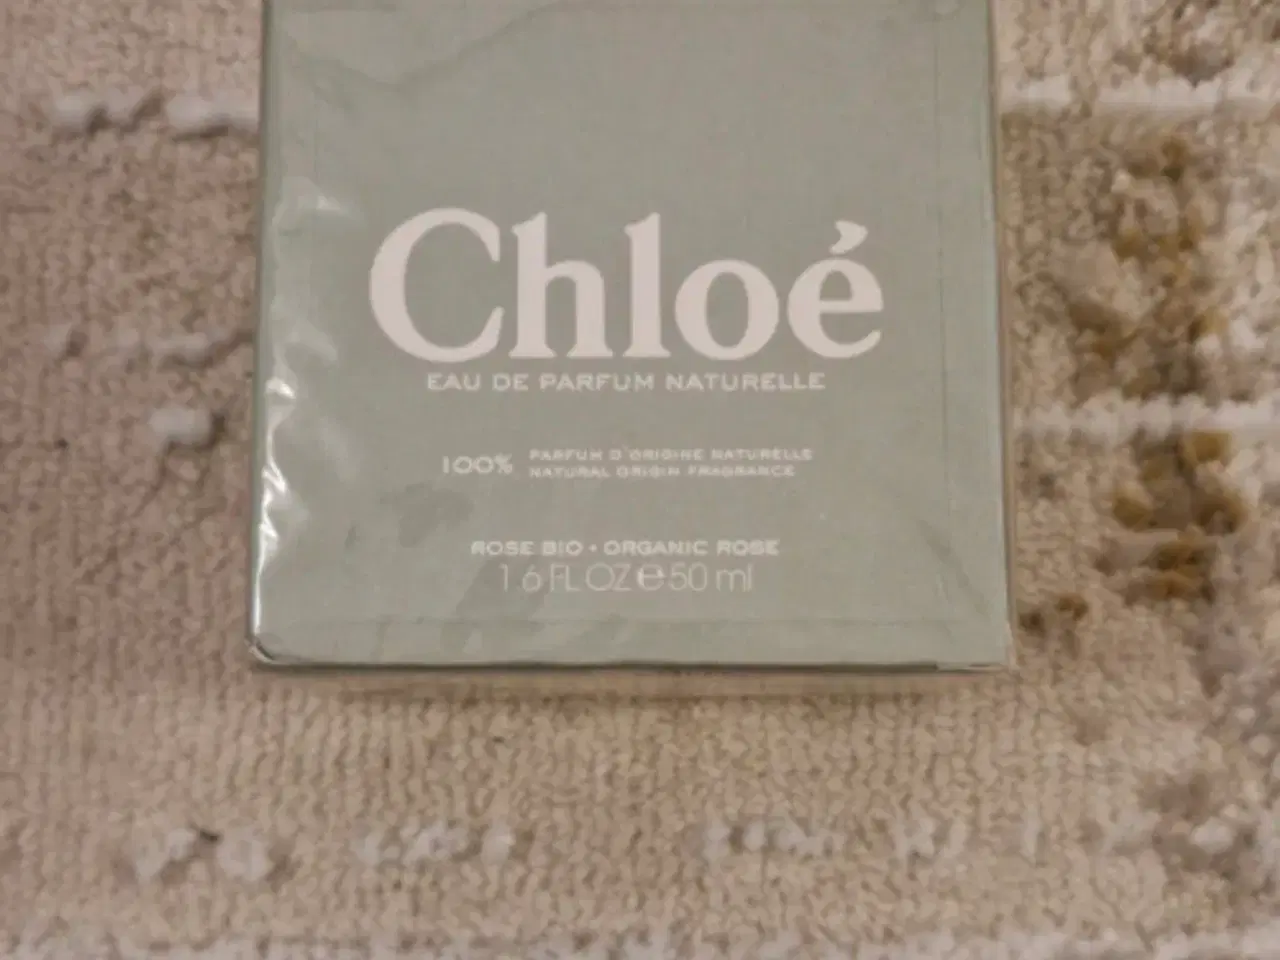 Chloé
EAU DE PARFUM NATURELLE
100% PARFUM D'ORIGINE NATURELLE
NATURAL ORIGIN FRAGRANCE
ROSE BIO • ORGANIC ROSE
1.6 FL OZ ℮ 50 ml